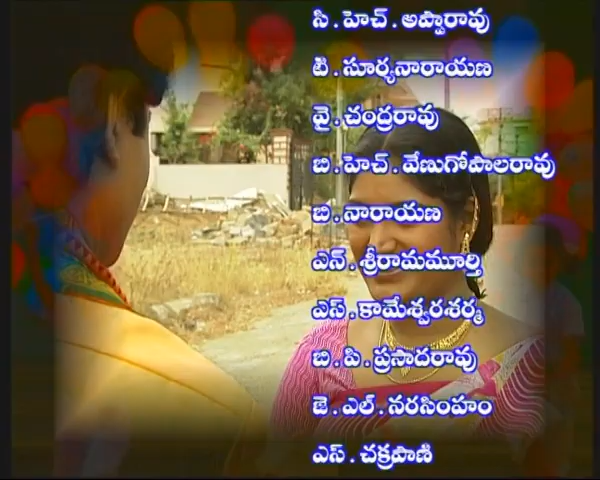 సి.హెచ్.అప్పారావు
టి.సూర్యనారాయణ
వై.చంద్రరావు
బి.హెచ్.వేణుగోపాలరావు
బి.నారాయణ
ఎన్.శ్రీరామమూర్తి
ఎస్.కామేశ్వరశర్మ
బి.పి.ప్రసాదరావు
జె.ఎల్.నరసింహం
ఎస్.చక్రపాణి